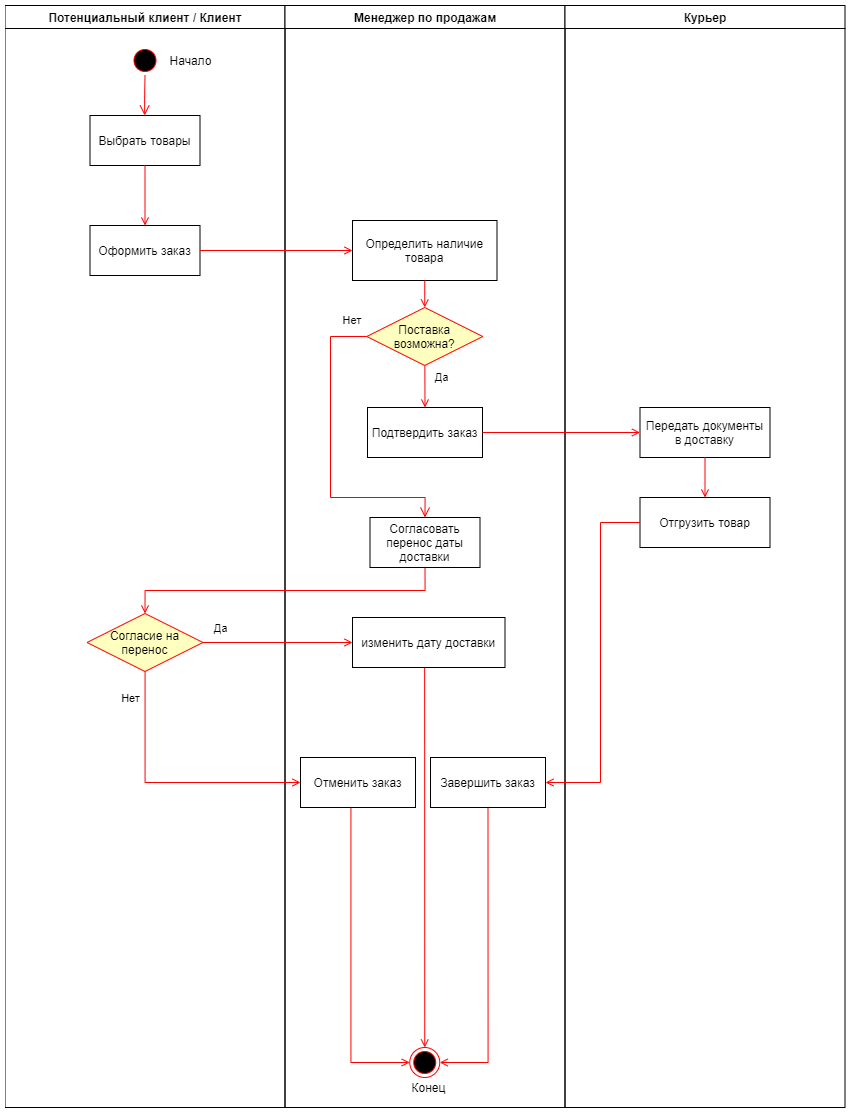 Потенциальный клиент / Клиент
Менеджер по продажам
Курьер
Начало
Выбрать товары
Оформить заказ
Определить наличие
товара
Нет
Поставка
возможна?
Да
Подтвердить заказ
Передать документы
в доставку
Согласовать
перенос даты
доставки
Отгрузить товар
Согласие на
перенос
Да
изменить дату доставки
Нет
Отменить заказ
Завершить заказ
Конец